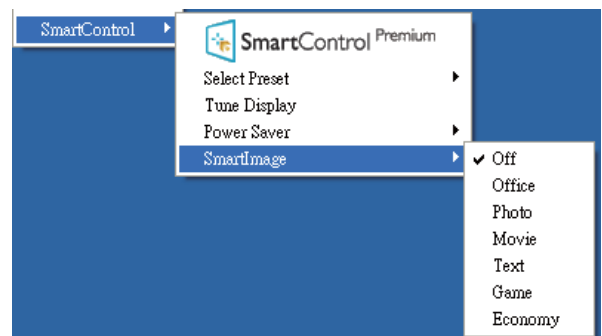 SmartControl
SmartControl Premium
Select Preset
Tune Display
Power Saver
SmartImage
Off
Office
Photo
Movie
Text
Game
Economy